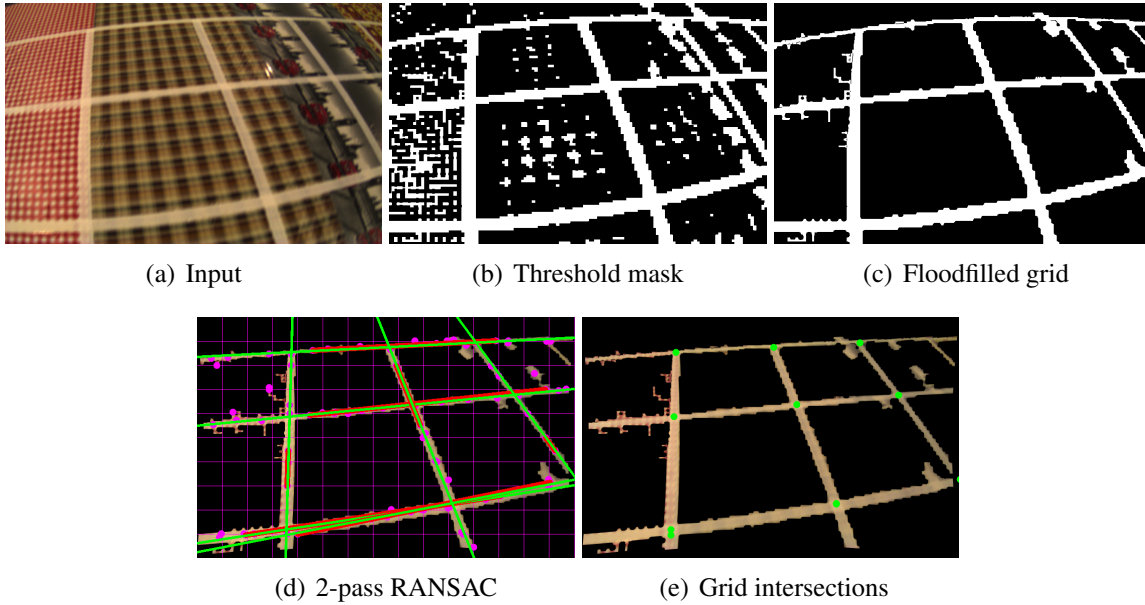 (a) Input
(b) Threshold mask
(c) Floodfilled grid
(d) 2-pass RANSAC
(e) Grid intersections